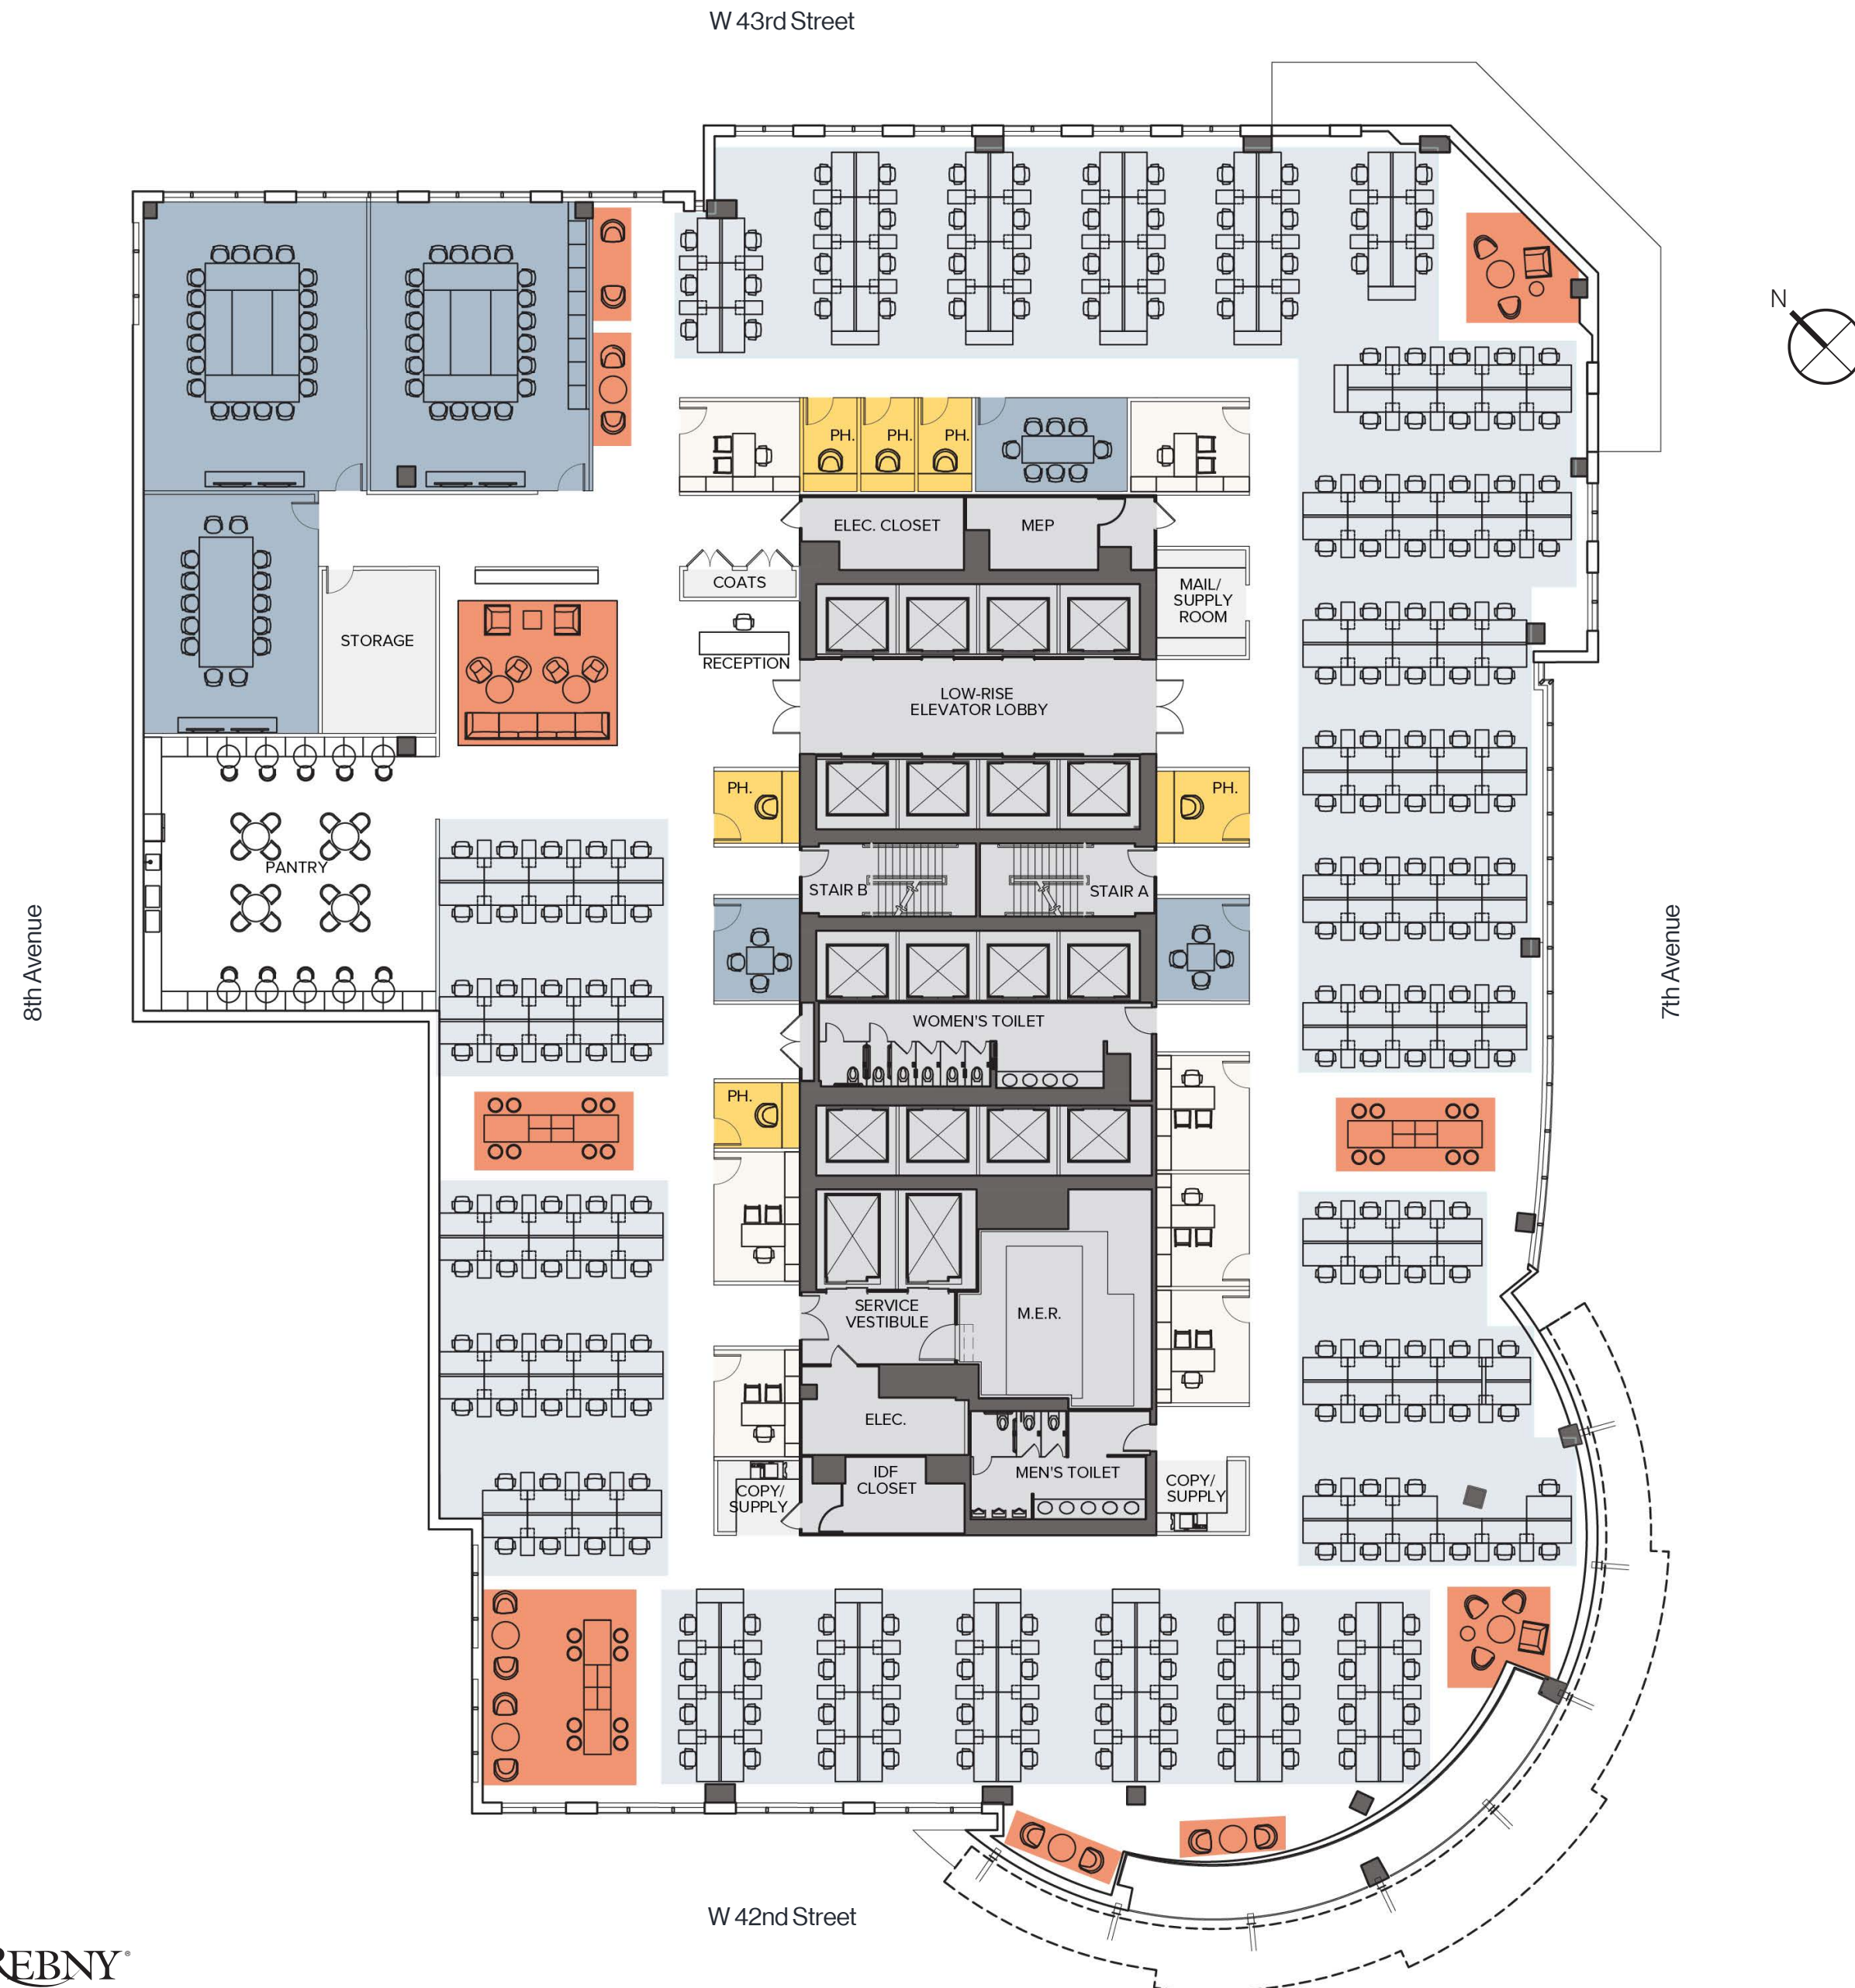 W 43rd Street
N
PH.
PH.
PH.
ELEC. CLOSET
MEP
COATS
MAIL/
SUPPLY
ROOM
STORAGE
RECEPTION
LOW-RISE
ELEVATOR LOBBY
PH.
PH.
PANTRY
STAIR B
STAIR A
8th Avenue
7th Avenue
WOMEN'S TOILET
PH.
SERVICE
VESTIBULE
M.E.R.
ELEC.
IDF
CLOSET
MEN'S TOILET
COPY/
SUPPLY
COPY/
SUPPLY
W 42nd Street
REBNY®